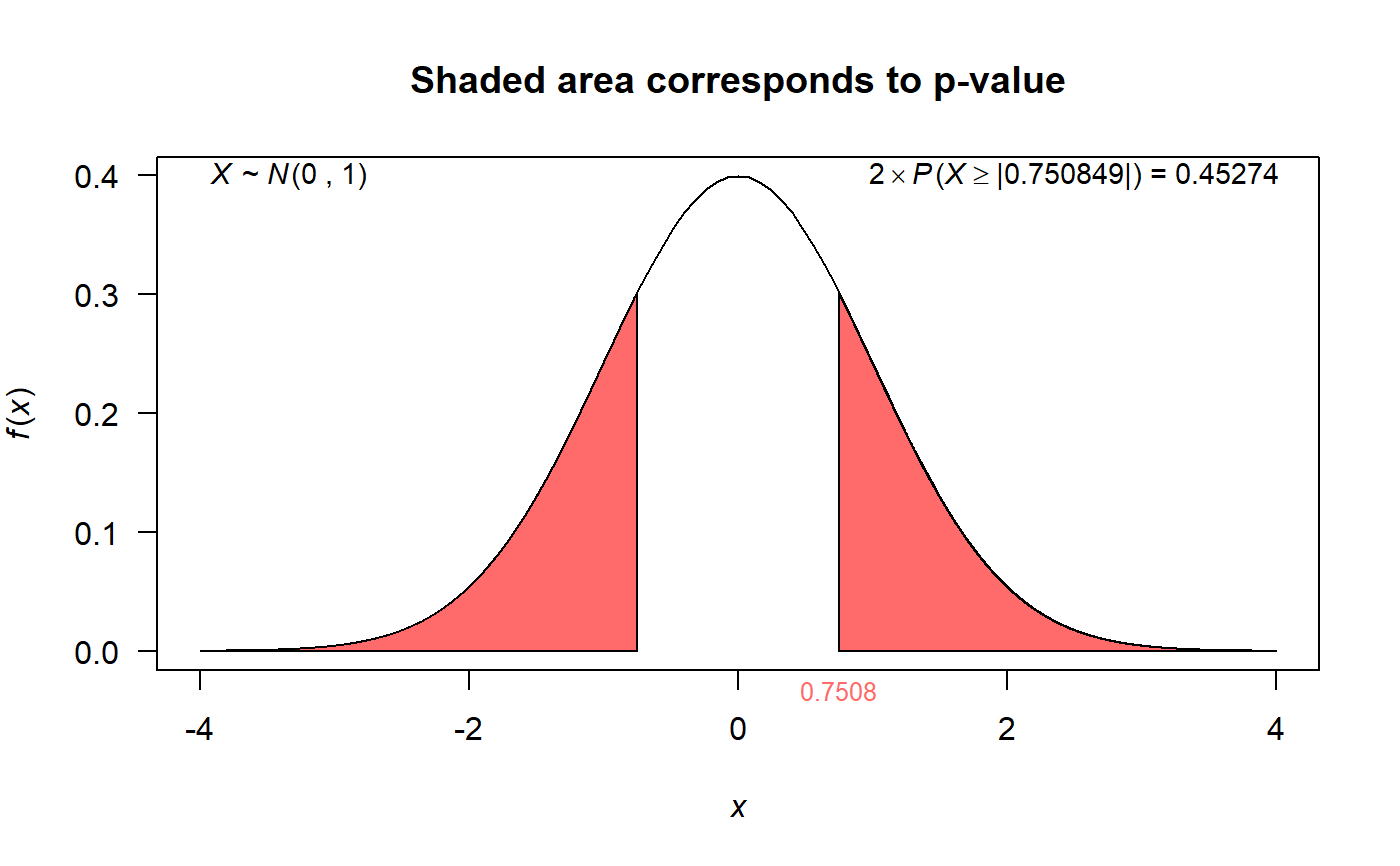 Shaded area corresponds to p-value
X ~ N(0 , 1)
2 × P(X ≥ |0.750849|) = 0.45274
f(x)
0.4
0.3
0.2
0.1
0.0
0.7508
-4 -2 0 2 4
x